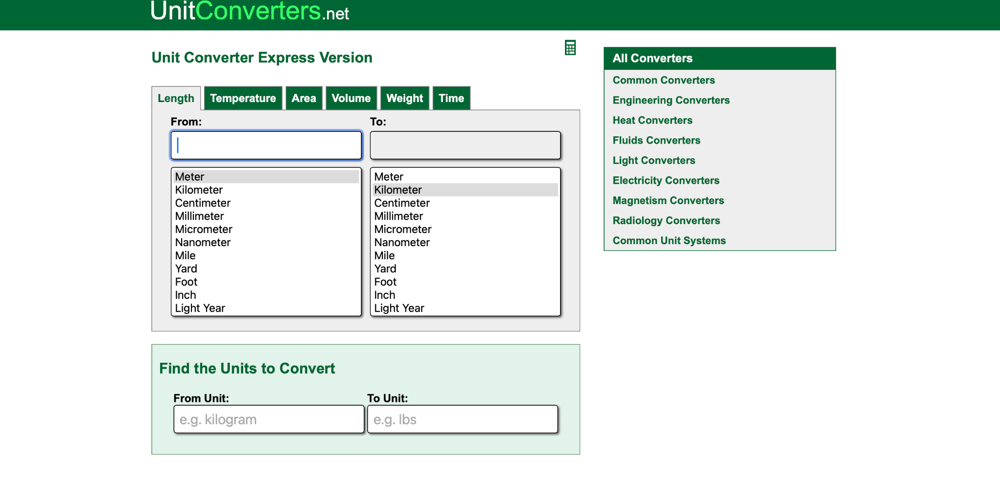 UnitConverters.net
Unit Converter Express Version
Length Temperature Area Volume Weight Time
From:
Meter
Kilometer
Centimeter
Millimeter
Micrometer
Nanometer
Mile
Yard
Foot
Inch
Light Year
To:
Meter
Kilometer
Centimeter
Millimeter
Micrometer
Nanometer
Mile
Yard
Foot
Inch
Light Year
Find the Units to Convert
From Unit:
e.g. kilogram
To Unit:
e.g. lbs
All Converters
Common Converters
Engineering Converters
Heat Converters
Fluids Converters
Light Converters
Electricity Converters
Magnetism Converters
Radiology Converters
Common Unit Systems